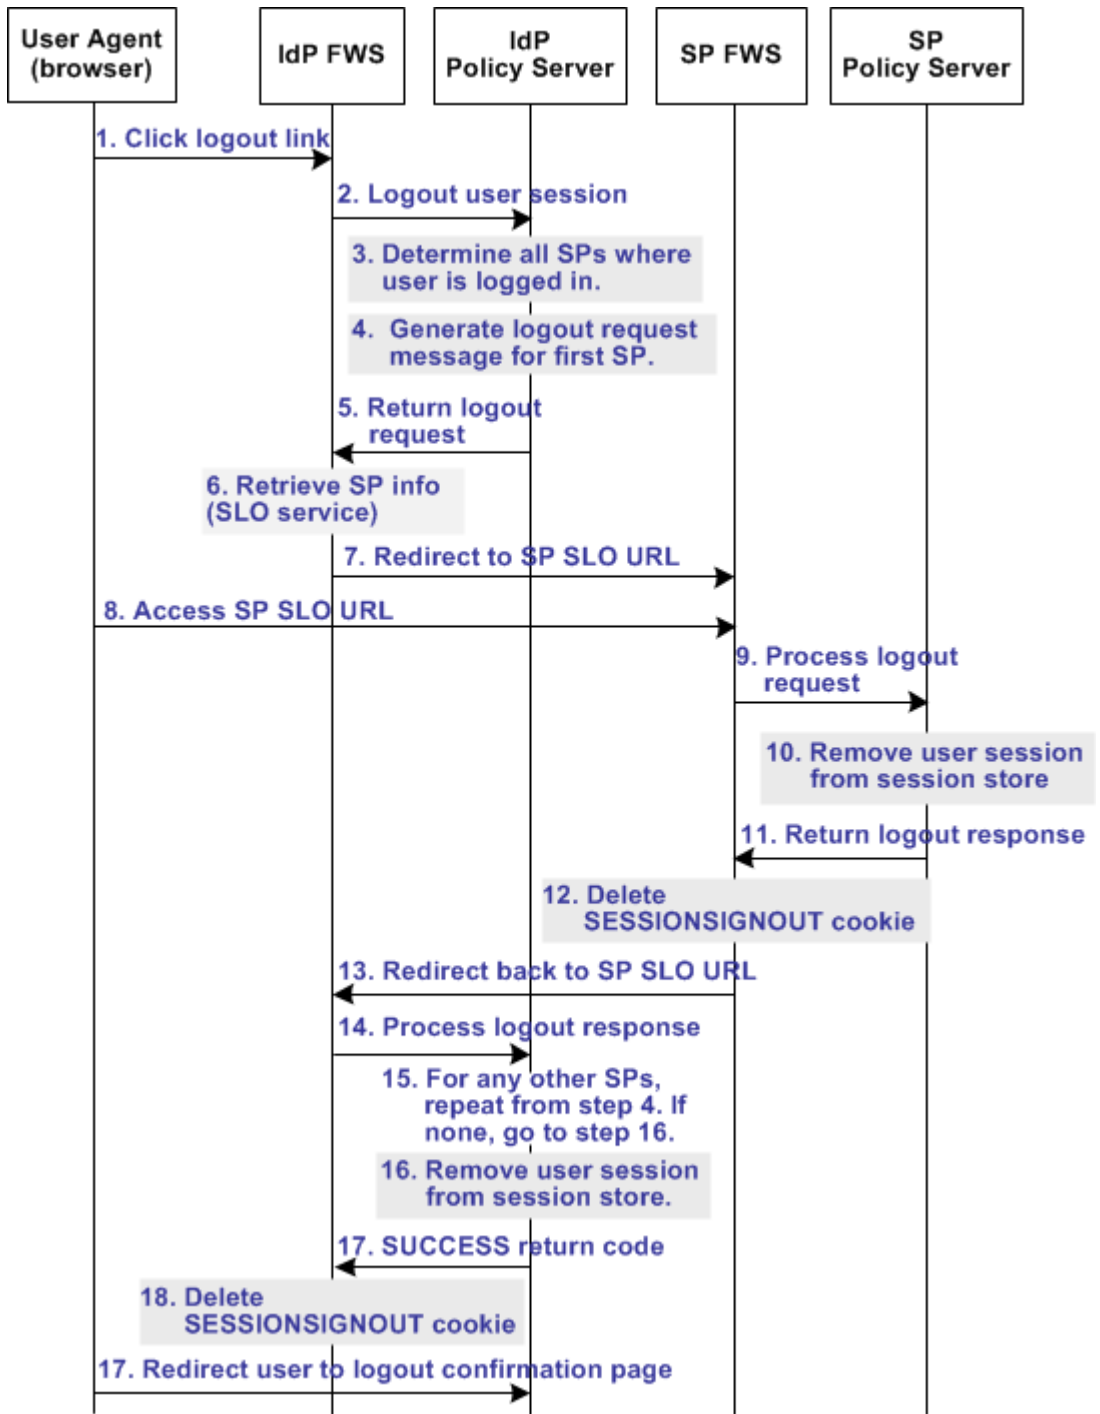 User Agent
(browser)
IdP FWS
IdP
Policy Server
SP FWS
SP
Policy Server
1. Click logout link
2. Logout user session
3. Determine all SPs where
user is logged in.
4. Generate logout request
message for first SP.
5. Return logout
request
6. Retrieve SP info
(SLO service)
7. Redirect to SP SLO URL
8. Access SP SLO URL
9. Process logout
request
10. Remove user session
from session store
11. Return logout response
12. Delete
SESSIONSIGNOUT cookie
13. Redirect back to SP SLO URL
14. Process logout response
15. For any other SPs,
repeat from step 4. If
none, go to step 16.
16. Remove user session
from session store.
17. SUCCESS return code
18. Delete
SESSIONSIGNOUT cookie
17. Redirect user to logout confirmation page